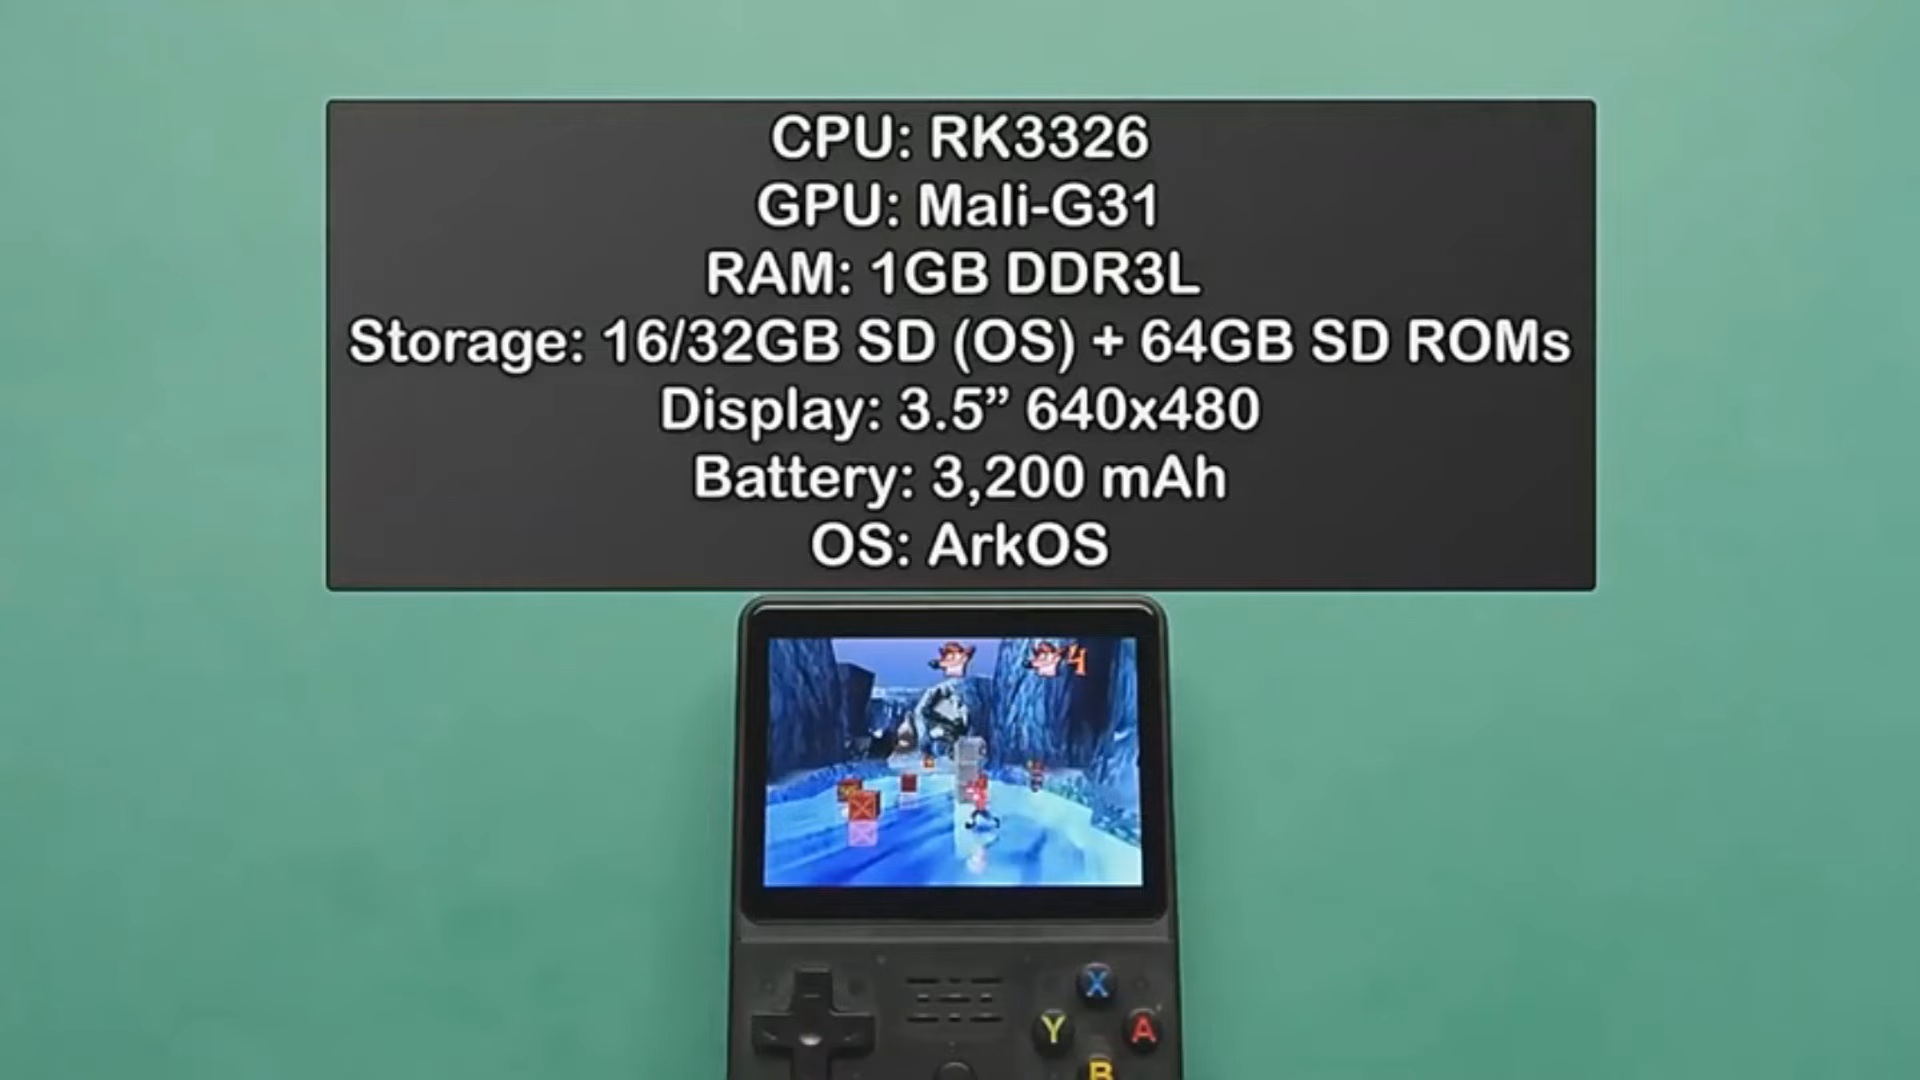 CPU: RK3326
GPU: Mali-G31
RAM: 1GB DDR3L
Storage: 16/32GB SD (OS) + 64GB SD ROMs
Display: 3.5” 640x480
Battery: 3,200 mAh
OS: ArkOS
4
X
Y A
B